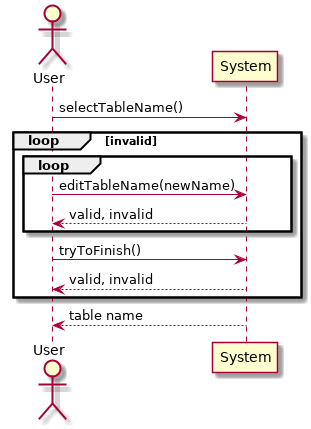 User
System
selectTableName()
loop [invalid]
loop
editTableName(newName)
valid, invalid
tryToFinish()
valid, invalid
table name
User
System